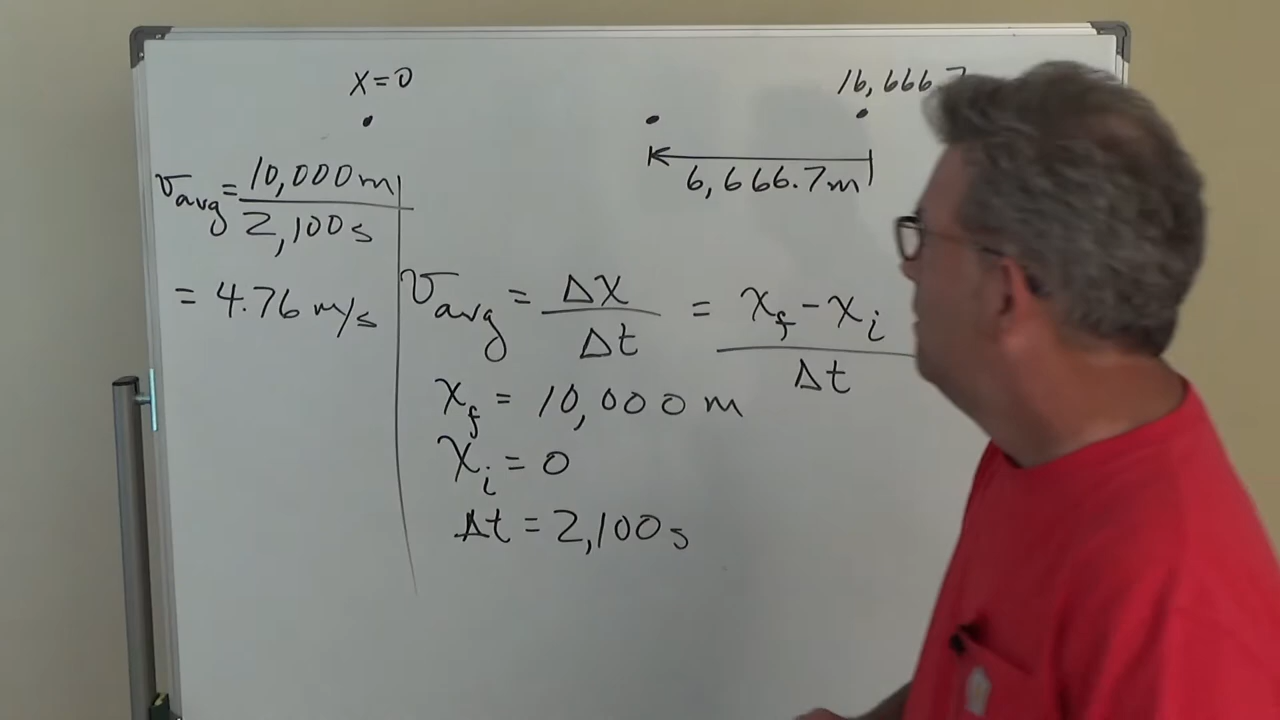 x=0
16,666.7
6,666.7m
v_avg = 10,000m / 2,100s
= 4.76 m/s
v_avg = Δx / Δt = x_f - x_i / Δt
x_f = 10,000 m
x_i = 0
Δt = 2,100s